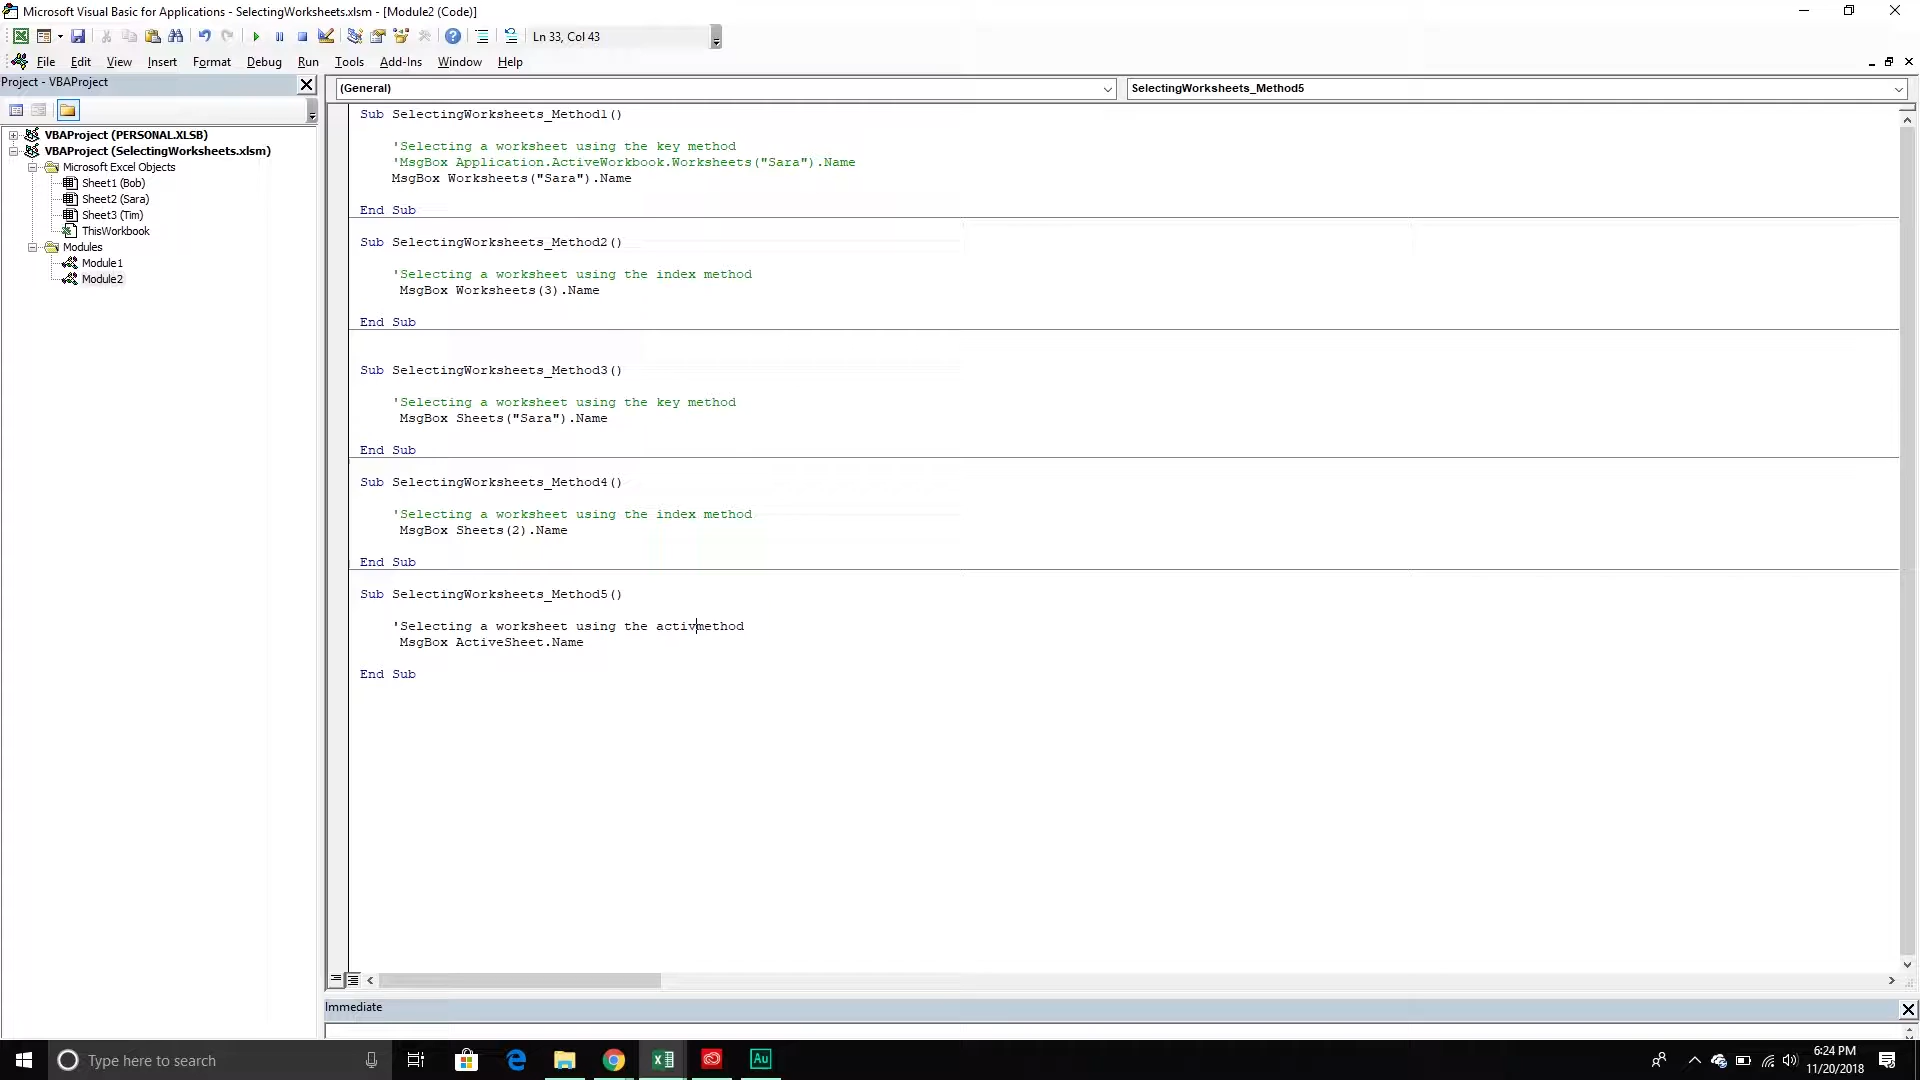 Microsoft Visual Basic for Applications - SelectingWorksheets.xlsm - [Module2 (Code)]
Ln 33, Col 43
File Edit View Insert Format Debug Run Tools Add-Ins Window Help
Project - VBAProject
VBAProject (PERSONAL.XLSB)
VBAProject (SelectingWorksheets.xlsm)
Microsoft Excel Objects
Sheet1 (Bob)
Sheet2 (Sara)
Sheet3 (Tim)
ThisWorkbook
Modules
Module1
Module2
(General)
SelectingWorksheets_Method5
Sub SelectingWorksheets_Method1()
'Selecting a worksheet using the key method
'MsgBox Application.ActiveWorkbook.Worksheets("Sara").Name
MsgBox Worksheets("Sara").Name
End Sub
Sub SelectingWorksheets_Method2()
'Selecting a worksheet using the index method
MsgBox Worksheets(3).Name
End Sub
Sub SelectingWorksheets_Method3()
'Selecting a worksheet using the key method
MsgBox Sheets("Sara").Name
End Sub
Sub SelectingWorksheets_Method4()
'Selecting a worksheet using the index method
MsgBox Sheets(2).Name
End Sub
Sub SelectingWorksheets_Method5()
'Selecting a worksheet using the activmethod
MsgBox ActiveSheet.Name
End Sub
Immediate
Type here to search
Au
6:24 PM
11/20/2018